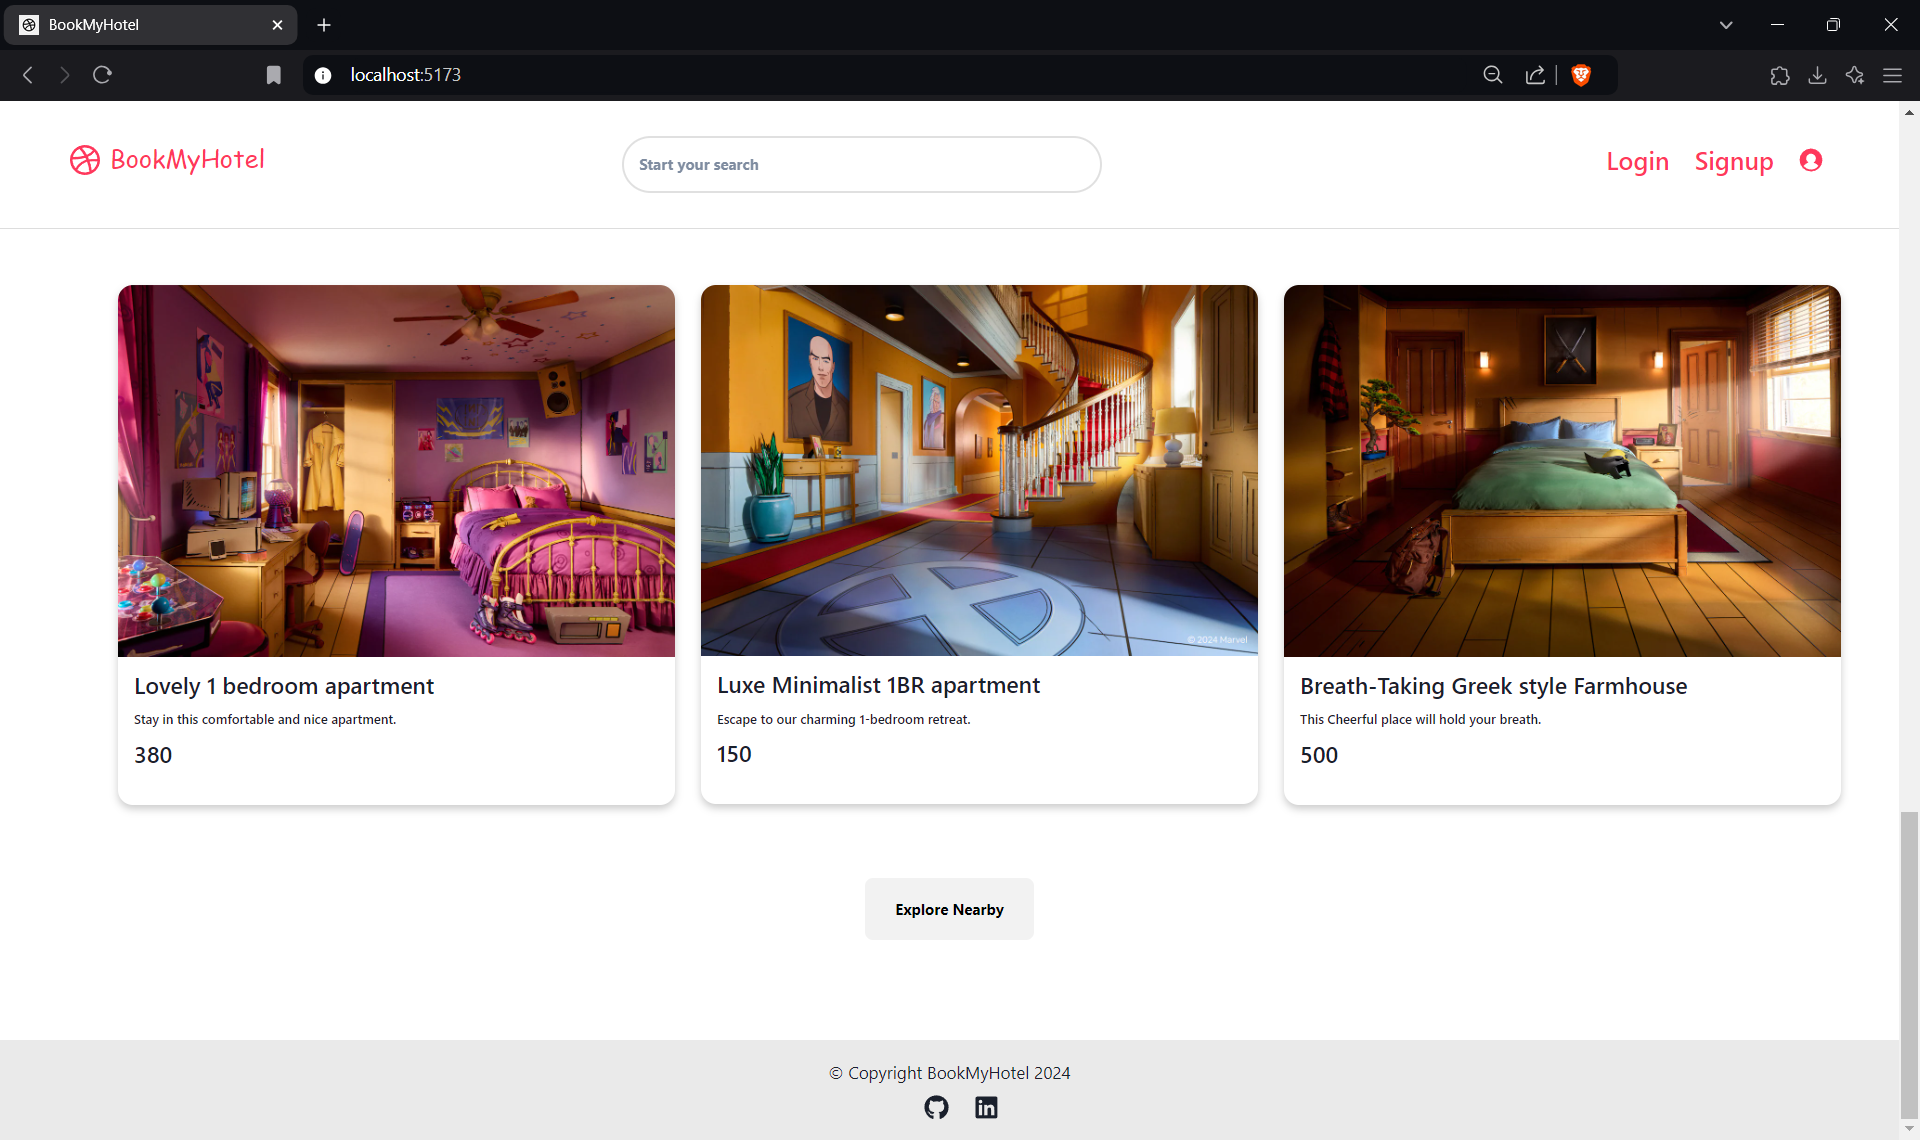 BookMyHotel
localhost:5173
BookMyHotel
Start your search
Login Signup
© 2024 Marvel
Lovely 1 bedroom apartment
Stay in this comfortable and nice apartment.
380
Luxe Minimalist 1BR apartment
Escape to our charming 1-bedroom retreat.
150
Breath-Taking Greek style Farmhouse
This Cheerful place will hold your breath.
500
Explore Nearby
© Copyright BookMyHotel 2024